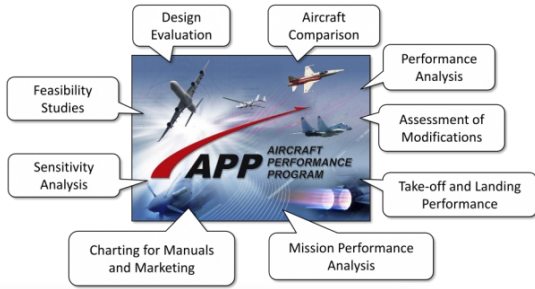 Design
Evaluation
Aircraft
Comparison
Performance
Analysis
Feasibility
Studies
Assessment of
Modifications
APP
AIRCRAFT
PERFORMANCE
PROGRAM
Sensitivity
Analysis
Take-off and Landing
Performance
Charting for Manuals
and Marketing
Mission Performance
Analysis